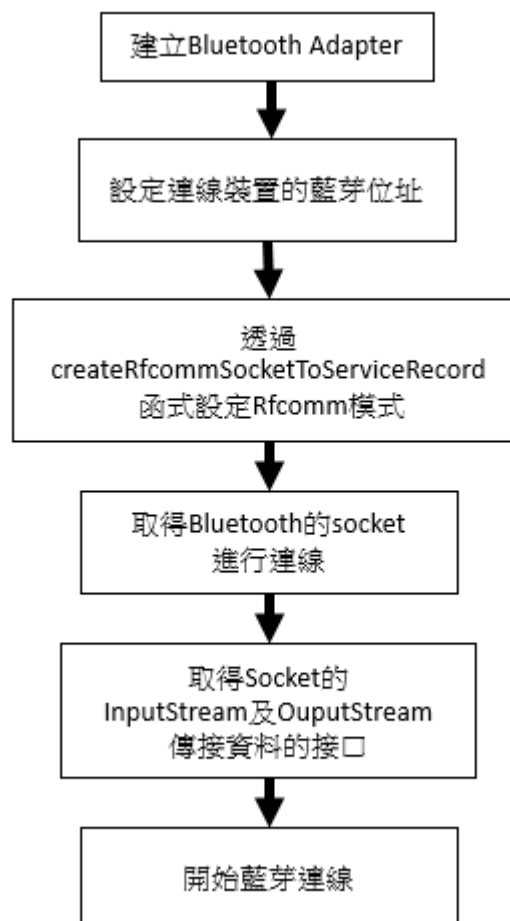 建立Bluetooth Adapter
設定連線裝置的藍芽位址
透過
createRfcommSocketToServiceRecord
函式設定Rfcomm模式
取得Bluetooth的socket
進行連線
取得Socket的
InputStream及OuputStream
傳接資料的接口
開始藍芽連線